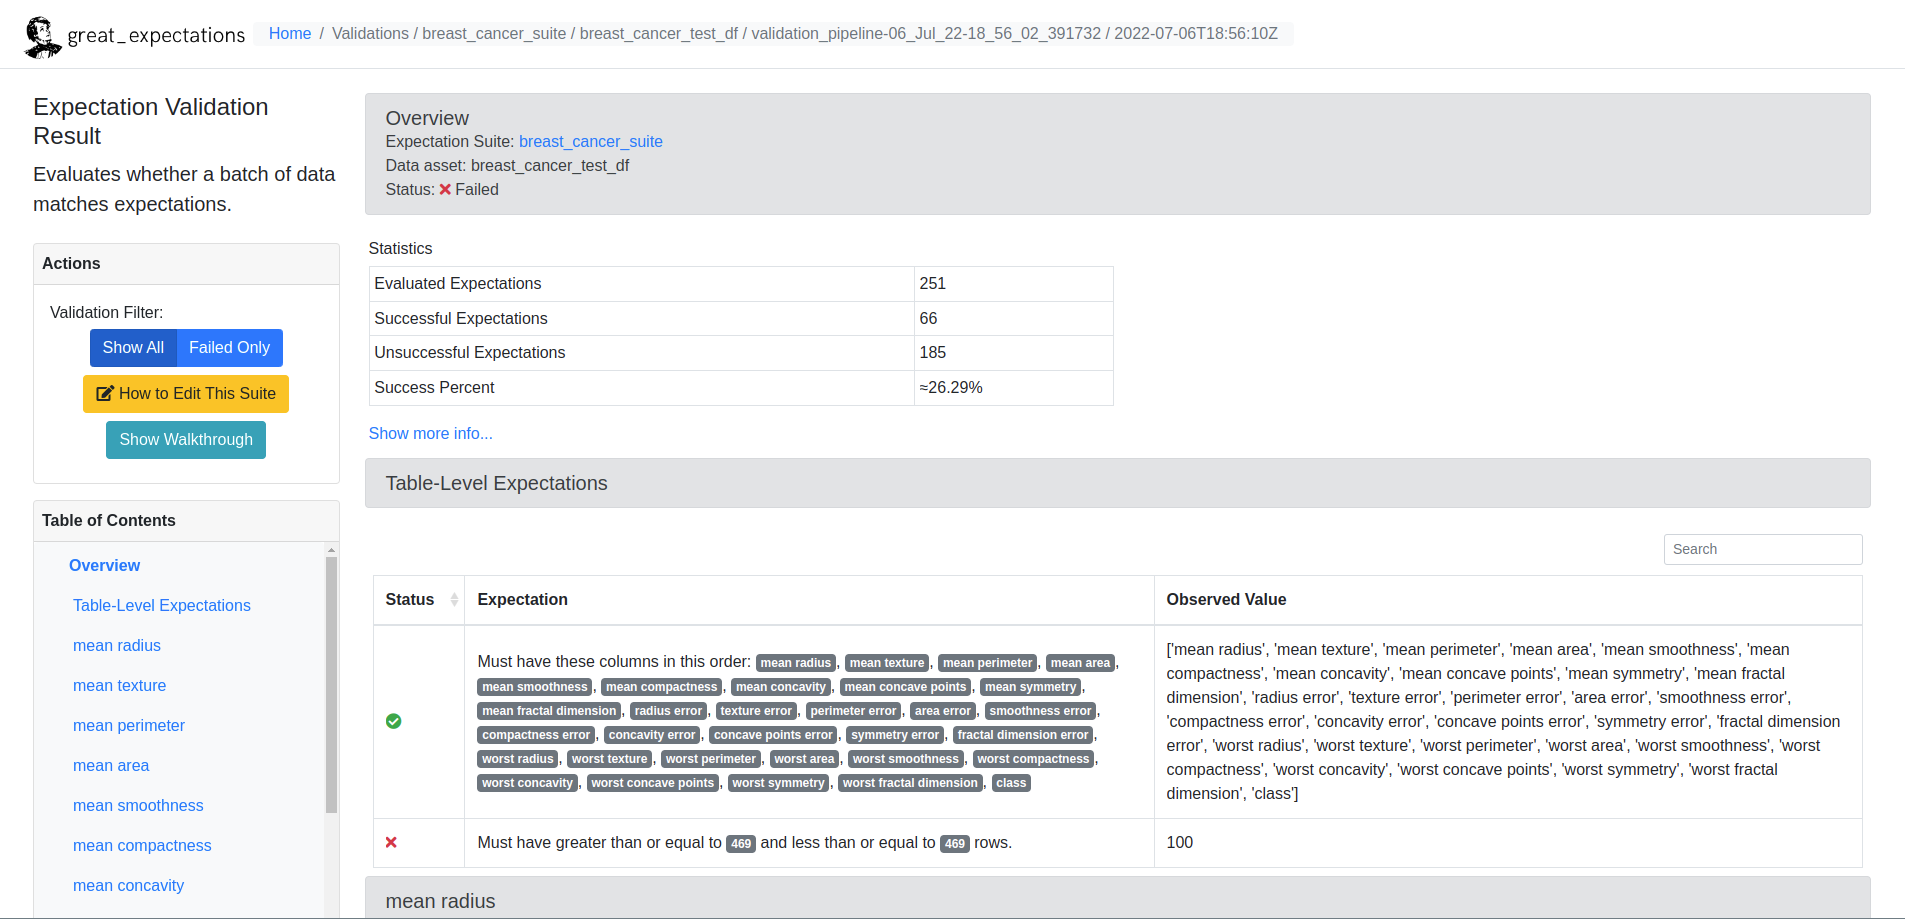 great_expectations
Home / Validations / breast_cancer_suite / breast_cancer_test_df / validation_pipeline-06_Jul_22-18_56_02_391732 / 2022-07-06T18:56:10Z
Expectation Validation
Result
Evaluates whether a batch of data
matches expectations.
Actions
Validation Filter:
Show All Failed Only
How to Edit This Suite
Show Walkthrough
Table of Contents
Overview
Table-Level Expectations
mean radius
mean texture
mean perimeter
mean area
mean smoothness
mean compactness
mean concavity
Overview
Expectation Suite: breast_cancer_suite
Data asset: breast_cancer_test_df
Status: Failed
Statistics
Evaluated Expectations 251
Successful Expectations 66
Unsuccessful Expectations 185
Success Percent ≈26.29%
Show more info...
Table-Level Expectations
Search
Status Expectation Observed Value
Must have these columns in this order: mean radius, mean texture, mean perimeter, mean area,
mean smoothness, mean compactness, mean concavity, mean concave points, mean symmetry,
mean fractal dimension, radius error, texture error, perimeter error, area error, smoothness error,
compactness error, concavity error, concave points error, symmetry error, fractal dimension error,
worst radius, worst texture, worst perimeter, worst area, worst smoothness, worst compactness,
worst concavity, worst concave points, worst symmetry, worst fractal dimension, class
['mean radius', 'mean texture', 'mean perimeter', 'mean area', 'mean smoothness', 'mean
compactness', 'mean concavity', 'mean concave points', 'mean symmetry', 'mean fractal
dimension', 'radius error', 'texture error', 'perimeter error', 'area error', 'smoothness error',
'compactness error', 'concavity error', 'concave points error', 'symmetry error', 'fractal dimension
error', 'worst radius', 'worst texture', 'worst perimeter', 'worst area', 'worst smoothness', 'worst
compactness', 'worst concavity', 'worst concave points', 'worst symmetry', 'worst fractal
dimension', 'class']
Must have greater than or equal to 469 and less than or equal to 469 rows.
100
mean radius